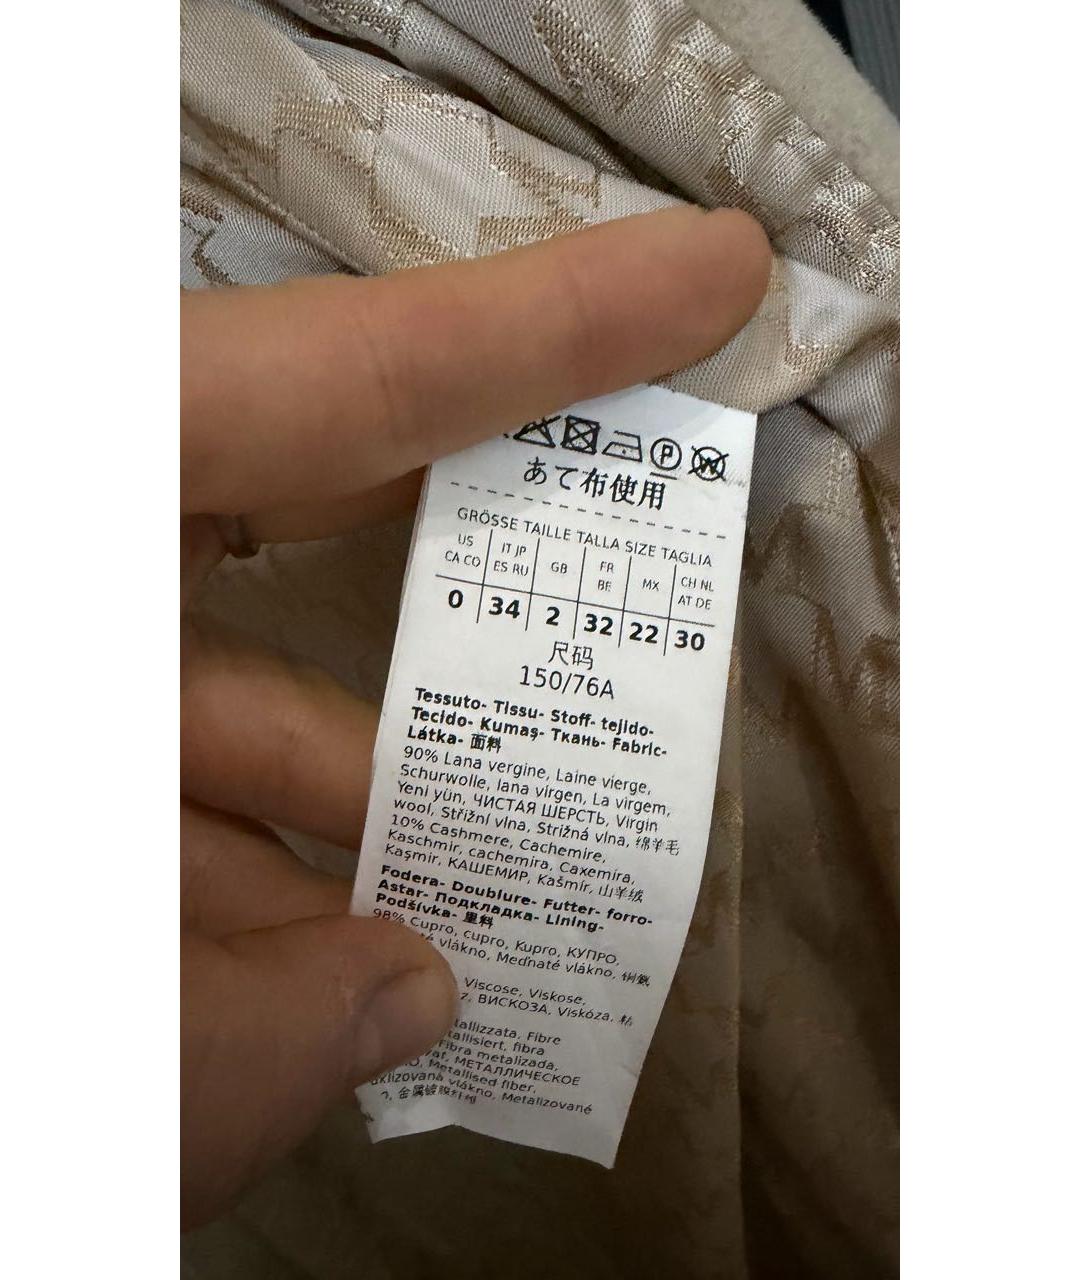 あて布使用
GRÖSSE TAILLE TALLA SIZE TAGLIA
US IT JP GB FR MX CH NL
CA CO ES RU BE AT DE
0 34 2 32 22 30
尺码
150/76A
Tessuto- Tissu- Stoff- tejido-
Tecido- Kumaş- Ткань- Fabric-
Látka- 面料
90% Lana vergine, Laine vierge,
Schurwolle, lana virgen, La virgem,
Yeni yün, ЧИСТАЯ ШЕРСТЬ, Virgin
wool, Střižní vlna, Strižná vlna, 绵羊毛
10% Cashmere, Cachemire,
Kaschmir, cachemira, Caxemira,
Kaşmir, КАШЕМИР, Kašmír, 山羊绒
Fodera- Doublure- Futter- forro-
Astar- Подкладка- Lining-
Podšívka- 里料
98% Cupro, cupro, Kupro, КУПРО,
vlákno, Meďnaté vlákno,
Viscose, Viskose,
ВИСКОЗА, Viskóza,
Fibre
fibra
Fibra metalizada,
МЕТАЛЛИЧЕСКОЕ
Metallised fiber,
vlákno, Metalizované